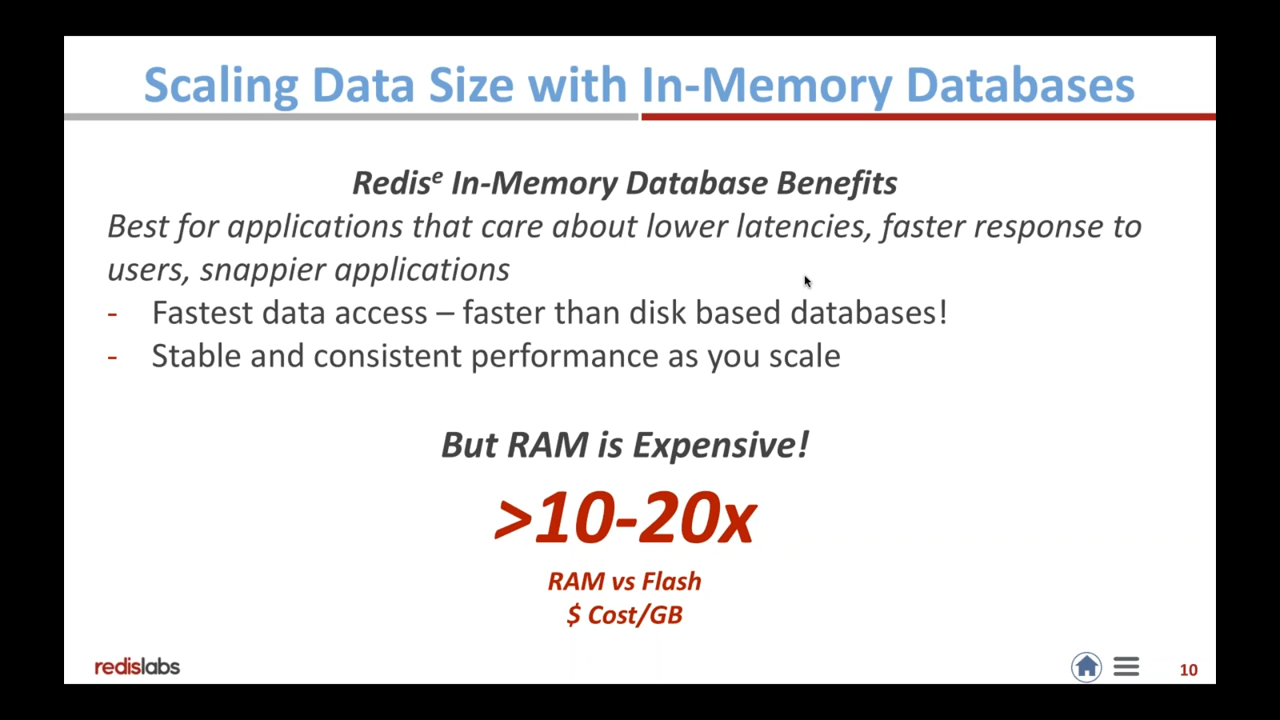 Scaling Data Size with In-Memory Databases
Redisᵉ In-Memory Database Benefits
Best for applications that care about lower latencies, faster response to
users, snappier applications
- Fastest data access – faster than disk based databases!
- Stable and consistent performance as you scale
But RAM is Expensive!
>10-20x
RAM vs Flash
$ Cost/GB
redislabs
10